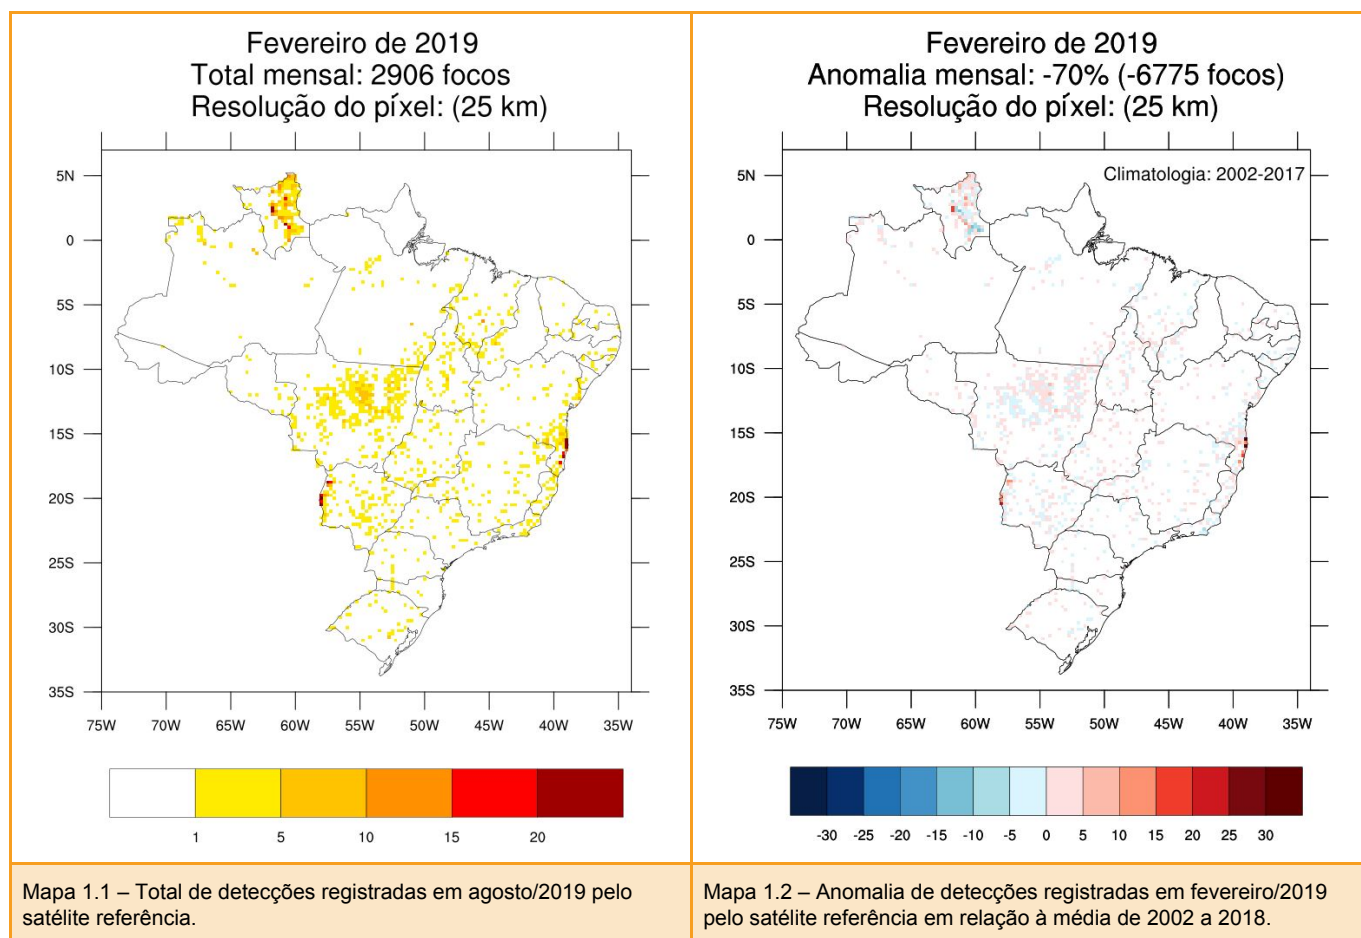 Fevereiro de 2019
Total mensal: 2906 focos
Resolução do píxel: (25 km)
5N
0
5S
10S
15S
20S
25S
30S
35S
75W 70W 65W 60W 55W 50W 45W 40W 35W
1 5 10 15 20
Mapa 1.1 – Total de detecções registradas em agosto/2019 pelo
satélite referência.
Fevereiro de 2019
Anomalia mensal: -70% (-6775 focos)
Resolução do píxel: (25 km)
Climatologia: 2002-2017
5N
0
5S
10S
15S
20S
25S
30S
35S
75W 70W 65W 60W 55W 50W 45W 40W 35W
-30 -25 -20 -15 -10 -5 0 5 10 15 20 25 30
Mapa 1.2 – Anomalia de detecções registradas em fevereiro/2019
pelo satélite referência em relação à média de 2002 a 2018.